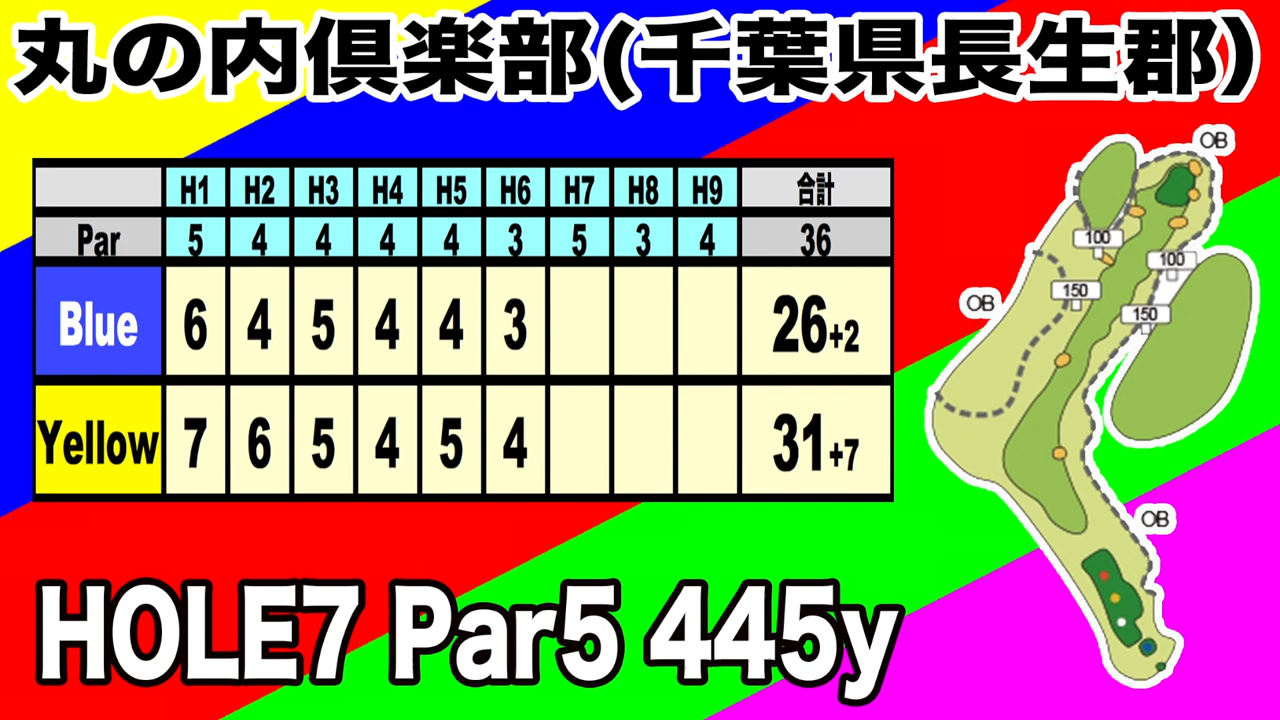 丸の内倶楽部(千葉県長生郡)
H1 H2 H3 H4 H5 H6 H7 H8 H9 合計
Par 5 4 4 4 4 3 5 3 4 36
Blue 6 4 5 4 4 3 26+2
Yellow 7 6 5 4 5 4 31+7
HOLE7 Par5 445y
OB
100
100
150
OB
150
OB